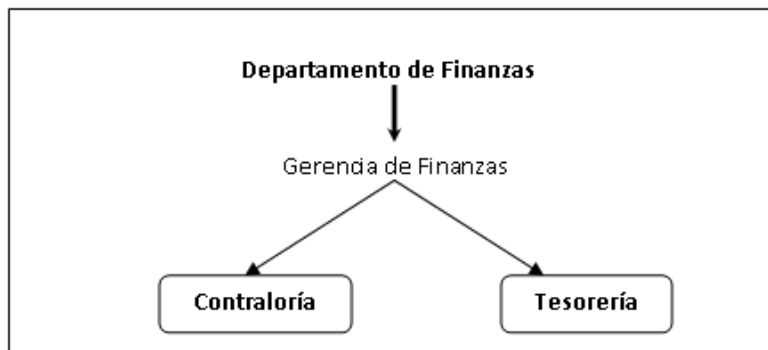 Departamento de Finanzas
Gerencia de Finanzas
Contraloría
Tesorería